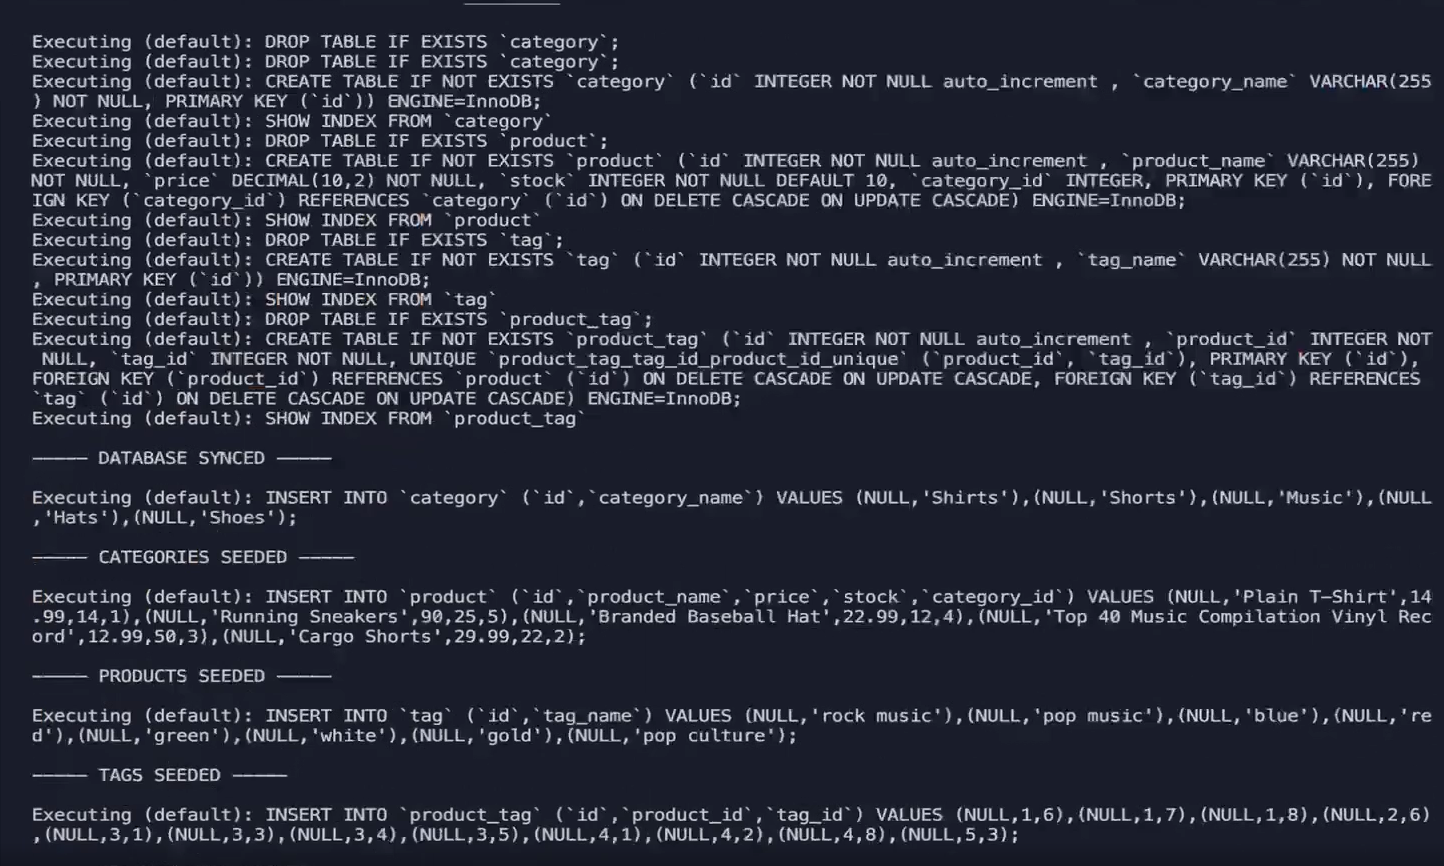 Executing (default): DROP TABLE IF EXISTS `category`;
Executing (default): DROP TABLE IF EXISTS `category`;
Executing (default): CREATE TABLE IF NOT EXISTS `category` (`id` INTEGER NOT NULL auto_increment , `category_name` VARCHAR(255
) NOT NULL, PRIMARY KEY (`id`)) ENGINE=InnoDB;
Executing (default): SHOW INDEX FROM `category`
Executing (default): DROP TABLE IF EXISTS `product`;
Executing (default): CREATE TABLE IF NOT EXISTS `product` (`id` INTEGER NOT NULL auto_increment , `product_name` VARCHAR(255)
NOT NULL, `price` DECIMAL(10,2) NOT NULL, `stock` INTEGER NOT NULL DEFAULT 10, `category_id` INTEGER, PRIMARY KEY (`id`), FORE
IGN KEY (`category_id`) REFERENCES `category` (`id`) ON DELETE CASCADE ON UPDATE CASCADE) ENGINE=InnoDB;
Executing (default): SHOW INDEX FROM `product`
Executing (default): DROP TABLE IF EXISTS `tag`;
Executing (default): CREATE TABLE IF NOT EXISTS `tag` (`id` INTEGER NOT NULL auto_increment , `tag_name` VARCHAR(255) NOT NULL
, PRIMARY KEY (`id`)) ENGINE=InnoDB;
Executing (default): SHOW INDEX FROM `tag`
Executing (default): DROP TABLE IF EXISTS `product_tag`;
Executing (default): CREATE TABLE IF NOT EXISTS `product_tag` (`id` INTEGER NOT NULL auto_increment , `product_id` INTEGER NOT
NULL, `tag_id` INTEGER NOT NULL, UNIQUE `product_tag_tag_id_product_id_unique` (`product_id`, `tag_id`), PRIMARY KEY (`id`),
FOREIGN KEY (`product_id`) REFERENCES `product` (`id`) ON DELETE CASCADE ON UPDATE CASCADE, FOREIGN KEY (`tag_id`) REFERENCES
`tag` (`id`) ON DELETE CASCADE ON UPDATE CASCADE) ENGINE=InnoDB;
Executing (default): SHOW INDEX FROM `product_tag`
————— DATABASE SYNCED —————
Executing (default): INSERT INTO `category` (`id`,`category_name`) VALUES (NULL,'Shirts'),(NULL,'Shorts'),(NULL,'Music'),(NULL
,'Hats'),(NULL,'Shoes');
————— CATEGORIES SEEDED —————
Executing (default): INSERT INTO `product` (`id`,`product_name`,`price`,`stock`,`category_id`) VALUES (NULL,'Plain T-Shirt',14
.99,14,1),(NULL,'Running Sneakers',90,25,5),(NULL,'Branded Baseball Hat',22.99,12,4),(NULL,'Top 40 Music Compilation Vinyl Rec
ord',12.99,50,3),(NULL,'Cargo Shorts',29.99,22,2);
————— PRODUCTS SEEDED —————
Executing (default): INSERT INTO `tag` (`id`,`tag_name`) VALUES (NULL,'rock music'),(NULL,'pop music'),(NULL,'blue'),(NULL,'re
d'),(NULL,'green'),(NULL,'white'),(NULL,'gold'),(NULL,'pop culture');
————— TAGS SEEDED —————
Executing (default): INSERT INTO `product_tag` (`id`,`product_id`,`tag_id`) VALUES (NULL,1,6),(NULL,1,7),(NULL,1,8),(NULL,2,6)
,(NULL,3,1),(NULL,3,3),(NULL,3,4),(NULL,3,5),(NULL,4,1),(NULL,4,2),(NULL,4,8),(NULL,5,3);